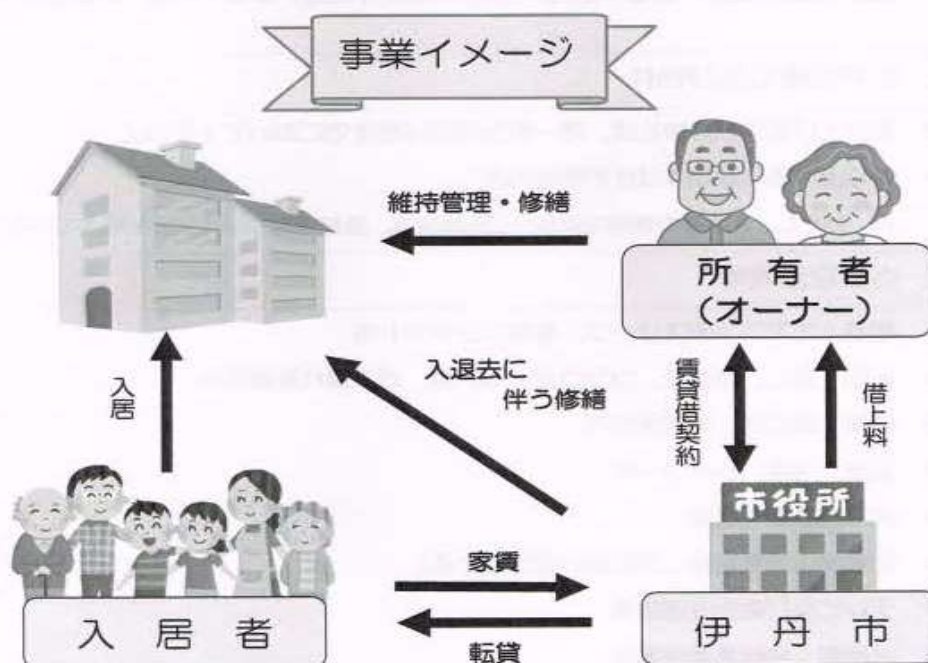 事業イメージ
維持管理・修繕
所有者
(オーナー)
入居
入退去に
伴う修繕
賃貸借契約
借上料
市役所
家賃
転貸
入居者
伊丹市